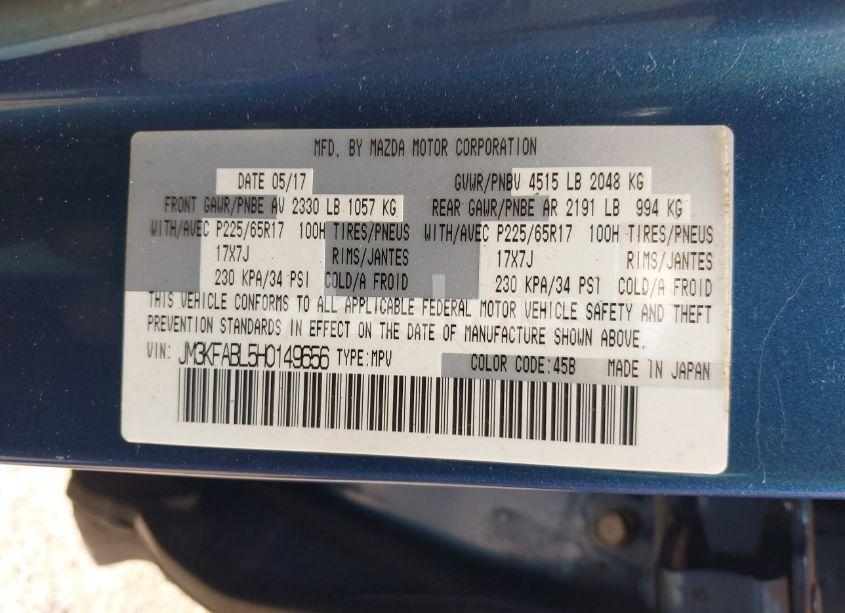 MFD. BY MAZDA MOTOR CORPORATION
DATE 05/17 GVWR/PNBV 4515 LB 2048 KG
FRONT GAWR/PNBE AV 2330 LB 1057 KG REAR GAWR/PNBE AR 2191 LB 994 KG
WITH/AVEC P225/65R17 100H TIRES/PNEUS WITH/AVEC P225/65R17 100H TIRES/PNEUS
17X7J RIMS/JANTES 17X7J RIMS/JANTES
230 KPA/34 PSI COLD/A FROID 230 KPA/34 PSI COLD/A FROID
THIS VEHICLE CONFORMS TO ALL APPLICABLE FEDERAL MOTOR VEHICLE SAFETY AND THEFT
PREVENTION STANDARDS IN EFFECT ON THE DATE OF MANUFACTURE SHOWN ABOVE.
VIN: JM3KFABL5H0149656 TYPE:MPV COLOR CODE:45B MADE IN JAPAN